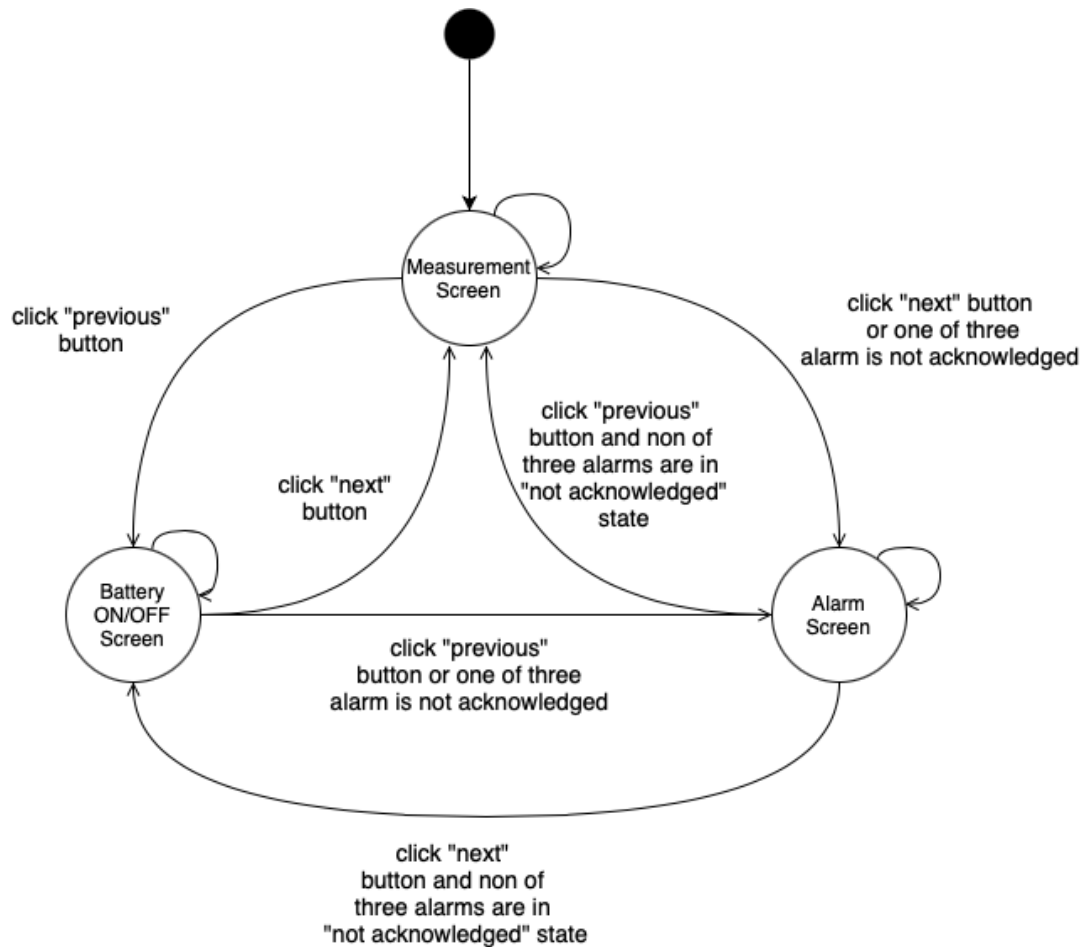 Measurement
Screen
click "previous"
button
click "next" button
or one of three
alarm is not acknowledged
click "previous"
button and non of
three alarms are in
"not acknowledged"
state
click "next"
button
Battery
ON/OFF
Screen
Alarm
Screen
click "previous"
button or one of three
alarm is not acknowledged
click "next"
button and non of
three alarms are in
"not acknowledged" state